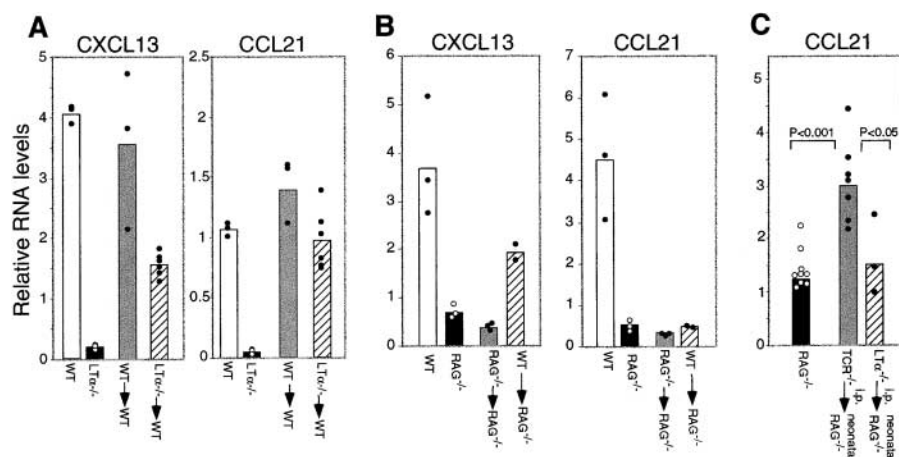 A
B
C
CXCL13
CCL21
CXCL13
CCL21
CCL21
Relative RNA levels
5
4
3
2
1
0
2.5
2
1.5
1
0.5
0
6
5
4
3
2
1
0
7
6
5
4
3
2
1
0
5
4
3
2
1
0
P<0.001
P<0.05
WT
LTα-/-
WT
WT
LTα-/-
WT
WT
LTα-/-
WT
WT
LTα-/-
WT
WT
RAG-/-
RAG-/-
RAG-/-
WT
RAG-/-
WT
RAG-/-
RAG-/-
RAG-/-
WT
RAG-/-
RAG-/-
TCR-/- i.p.
neonatal
RAG-/-
LTα-/- i.p.
neonatal
RAG-/-